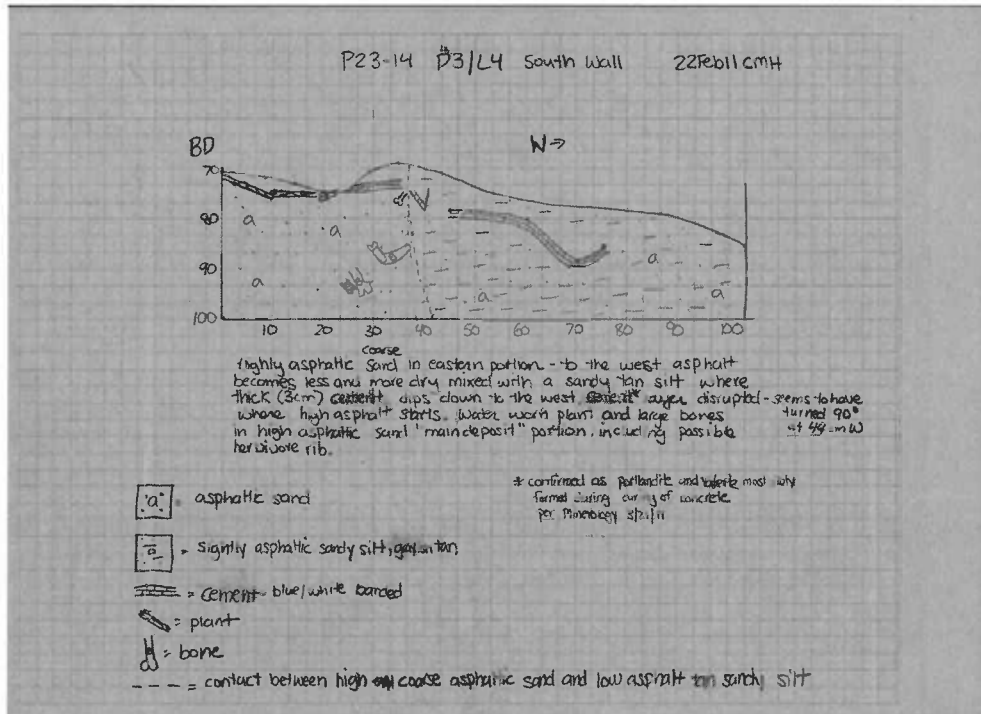 P23-14 D3/L4 South Wall 22Feb11 CMH
BD
W⇒
70
80
90
100
a
a
a
a
a
a
10 20 30 40 50 60 70 80 90 100
coarse
Highly asphaltic sand in eastern portion - to the west asphalt
becomes less and more dry mixed with a sandy tan silt where
thick (3cm) cement dips down to the west. layer disrupted - seems to have
where high asphalt starts. Water worn plant and large bones turned 90°
in high asphaltic sand "main deposit" portion, including possible
herbivore rib.
* confirmed as portlandite and most
formed during curing of concrete
per Minerology
a = asphaltic sand
a = slightly asphaltic sandy silt, tan
= cement - blue/white banded
= plant
= bone
---- = contact between high coarse asphaltic sand and low asphalt tan sandy silt